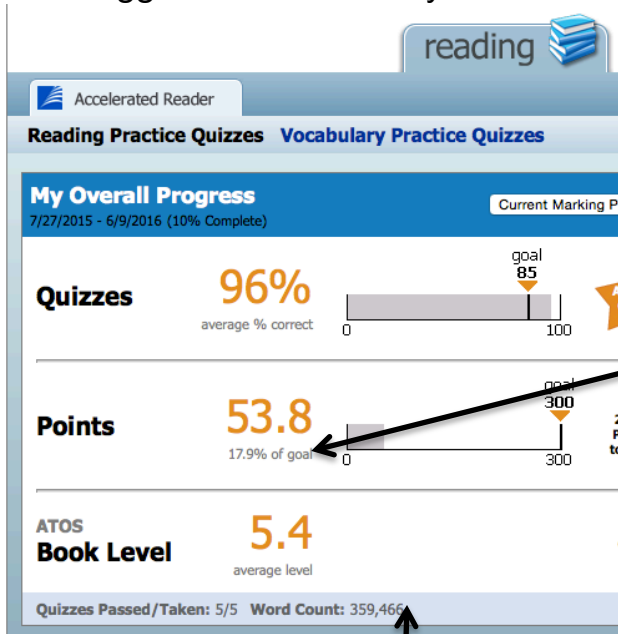 reading
Accelerated Reader
Reading Practice Quizzes Vocabulary Practice Quizzes
My Overall Progress
7/27/2015 - 6/9/2016 (10% Complete)
Current Marking P
Quizzes
96%
average % correct
goal
85
0 100
Points
53.8
17.9% of goal
goal
300
0 300
ATOS
Book Level
5.4
average level
Quizzes Passed/Taken: 5/5 Word Count: 359,466